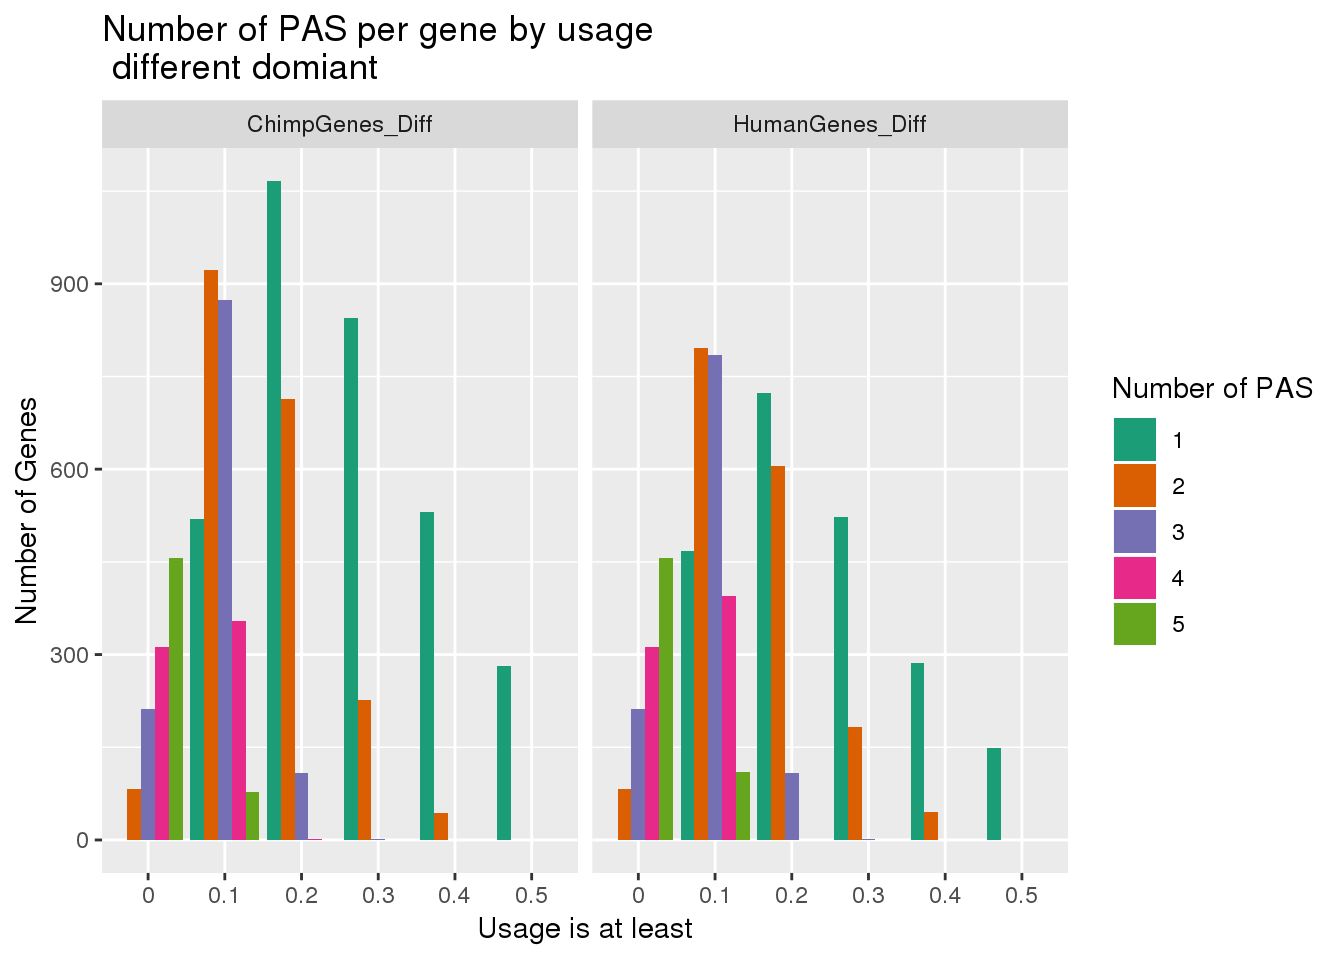 Number of PAS per gene by usage
different domiant
ChimpGenes_Diff
HumanGenes_Diff
Number of Genes
900
600
300
0
0 0.1 0.2 0.3 0.4 0.5
0 0.1 0.2 0.3 0.4 0.5
Usage is at least
Number of PAS
1
2
3
4
5